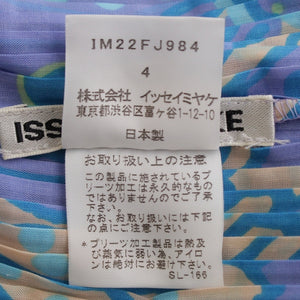 IM22FJ984
4
株式会社 イッセイミヤケ
東京都渋谷区富ヶ谷1-12-10
日本製
ISS
KE
お取り扱い上の注意
この製品に施されているプ
リーツ加工は永久的なもの
ではありませんのでご了承
下さい。
なお、お取り扱いには下記
の点にご注意下さい。
*プリーツ加工製品は熱及
び蒸気に弱い為、アイロ
ンは絶対にお避け下さい。
SL-166